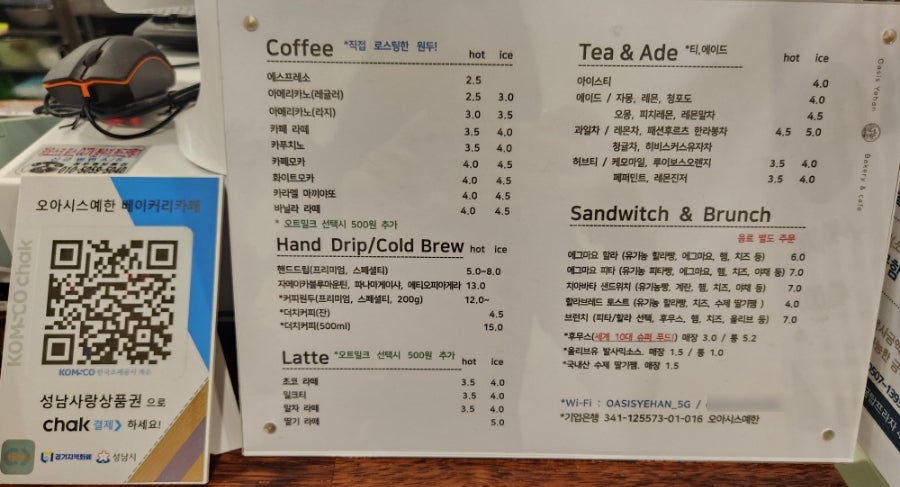 Coffee *직접 로스팅한 원두!
hot ice
에스프레소 2.5
아메리카노(레귤러) 2.5 3.0
아메리카노(라지) 3.0 3.5
카페 라떼 3.5 4.0
카푸치노 3.5 4.0
카페모카 4.0 4.5
화이트모카 4.0 4.5
카라멜 마끼야또 4.0 4.5
바닐라 라떼 4.0 4.5
* 오트밀크 선택시 500원 추가
Hand Drip/Cold Brew hot ice
핸드드립(프리미엄, 스페셜티) 5.0~8.0
자메이카블루마운틴, 파나마게이샤, 에티오피아게라 13.0
*커피원두(프리미엄, 스페셜티, 200g) 12.0~
*더치커피(잔) 4.5
*더치커피(500ml) 15.0
Latte *오트밀크 선택시 500원 추가 hot ice
초코 라떼 3.5 4.0
밀크티 3.5 4.0
말차 라떼 3.5 4.0
딸기 라떼 5.0
Tea & Ade *티,에이드
hot ice
아이스티 4.0
에이드 / 자몽, 레몬, 청포도 4.0
오몽, 피치레몬, 레몬말차 4.5
과일차 / 레몬차, 패션후르츠 한라봉차 4.5 5.0
청귤차, 히비스커스유자차
허브티 / 케모마일, 루이보스오렌지 3.5 4.0
페퍼민트, 레몬진저 3.5 4.0
Sandwitch & Brunch
음료 별도 주문
에그마요 할라 (유기농 할라빵, 에그마요, 햄, 치즈 등) 6.0
에그마요 피타 (유기농 피타빵, 에그마요, 햄, 치즈, 야채 등) 7.0
치아바타 샌드위치 (유기농빵, 계란, 햄, 치즈, 야채 등) 7.0
할라브레드 토스트 (유기농 할라빵, 치즈, 수제 딸기쨈 ) 4.0
브런치 (피타/할라 선택, 후무스, 햄, 치즈, 올리브 등) 7.0
*후무스(세계 10대 슈퍼 푸드!) 매장 3.0 / 통 5.2
*올리브유 발사믹소스. 매장 1.5 / 통 1.0
*국내산 수제 딸기쨈. 매장 1.5
*Wi-Fi : OASISYEHAN_5G /
*기업은행 341-125573-01-016 오아시스예한
Oasis Yehan
Bakery & cafe
오아시스예한 베이커리카페
KOMSCO chak
KOMSCO 한국조폐공사 제조
성남사랑상품권 으로
chak 결제> 하세요!
경기지역화폐 성남시